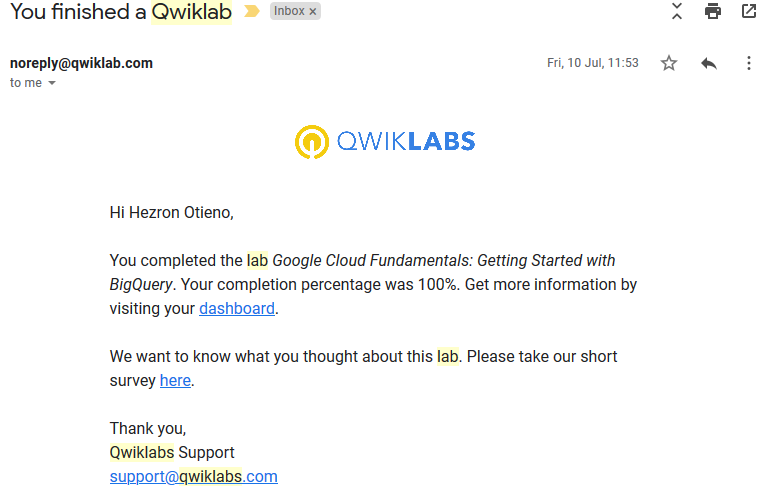 You finished a Qwiklab
Inbox
noreply@qwiklab.com
Fri, 10 Jul, 11:53
to me
QWIKLABS
Hi Hezron Otieno,
You completed the lab Google Cloud Fundamentals: Getting Started with
BigQuery. Your completion percentage was 100%. Get more information by
visiting your dashboard.
We want to know what you thought about this lab. Please take our short
survey here.
Thank you,
Qwiklabs Support
support@qwiklabs.com